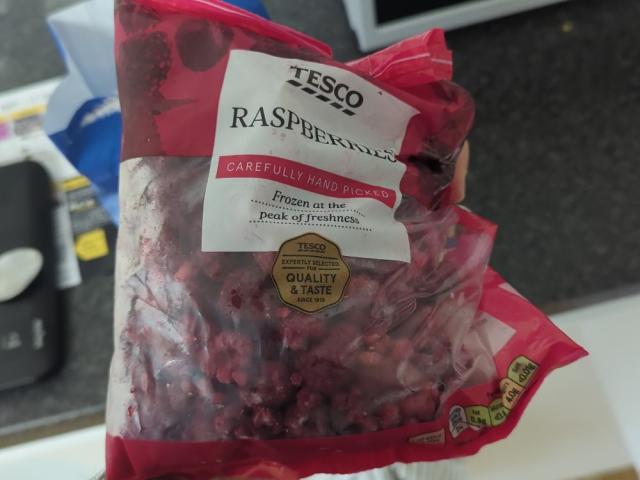 TESCO
RASPBERRIES
CAREFULLY HAND PICKED
Frozen at the
peak of freshness
TESCO
EXPERTLY SELECTED
FOR
QUALITY
& TASTE
SINCE 1919